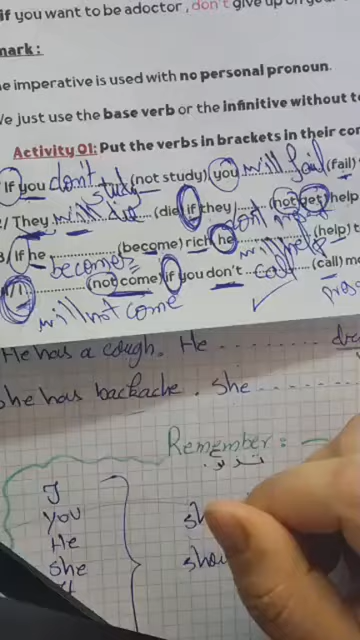 if you want to be adoctor , don't give up on
mark :
e imperative is used with no personal pronoun.
We just use the base verb or the infinitive without to
Activity 01: Put the verbs in brackets in their co
If you don't study (not study) you will fail (fail)
2/ They will die (die) if they don't get (not get) help
3/ if he becomes (become) rich he will help (help) t
I will not come (not come) if you don't call (call) me
He has a cough. He ........
She has backache. She ........
Remember :
I
you
He
She